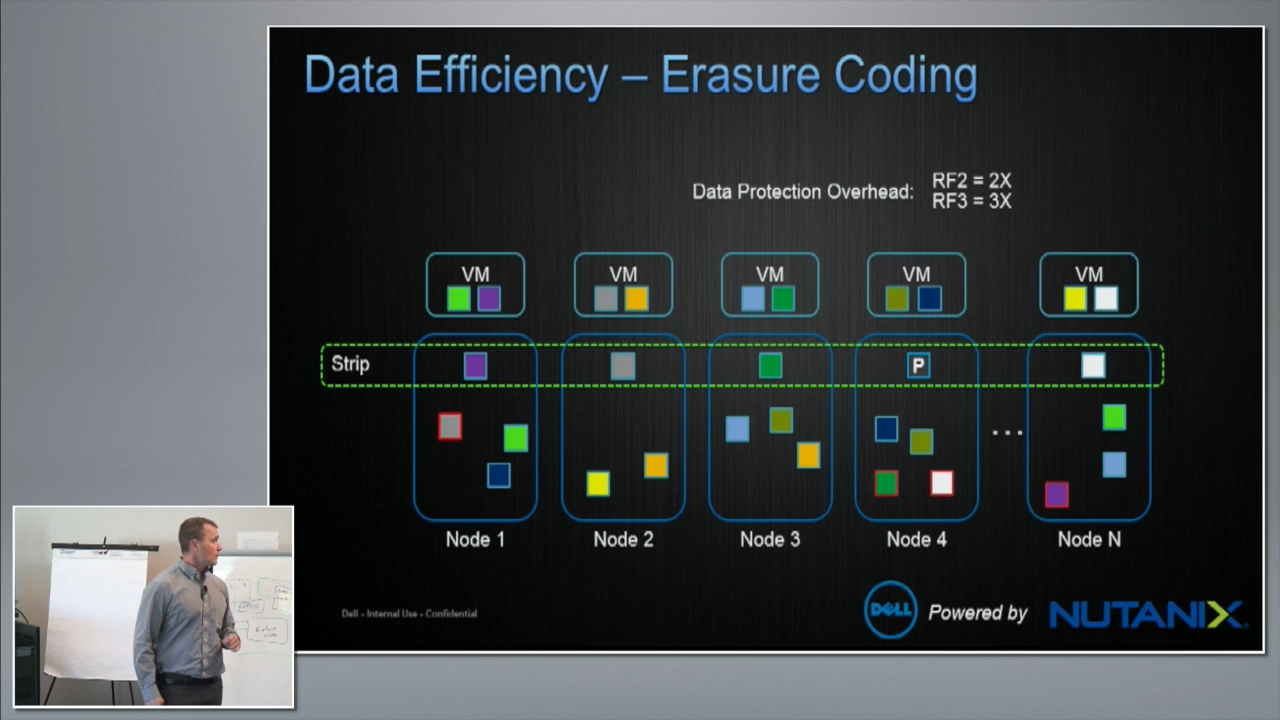 Data Efficiency – Erasure Coding
Data Protection Overhead:
RF2 = 2X
RF3 = 3X
VM
VM
VM
VM
VM
Strip
P
...
Node 1
Node 2
Node 3
Node 4
Node N
Dell - Internal Use - Confidential
DELL
Powered by
NUTANIX